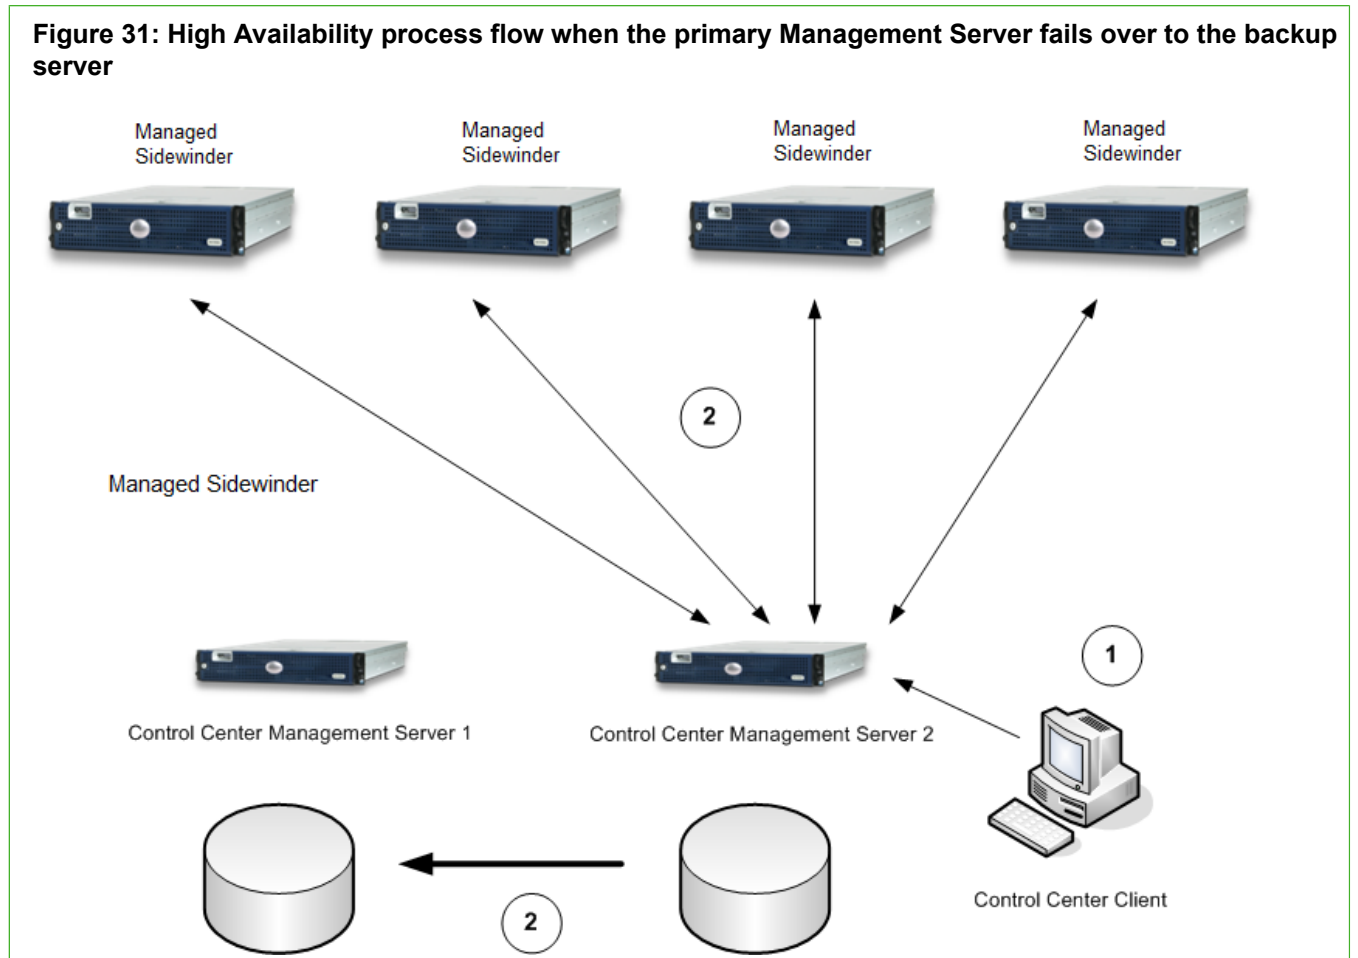 Figure 31: High Availability process flow when the primary Management Server fails over to the backup
server
Managed
Sidewinder
Managed
Sidewinder
Managed
Sidewinder
Managed
Sidewinder
2
Managed Sidewinder
1
Control Center Management Server 1
Control Center Management Server 2
Control Center Client
2